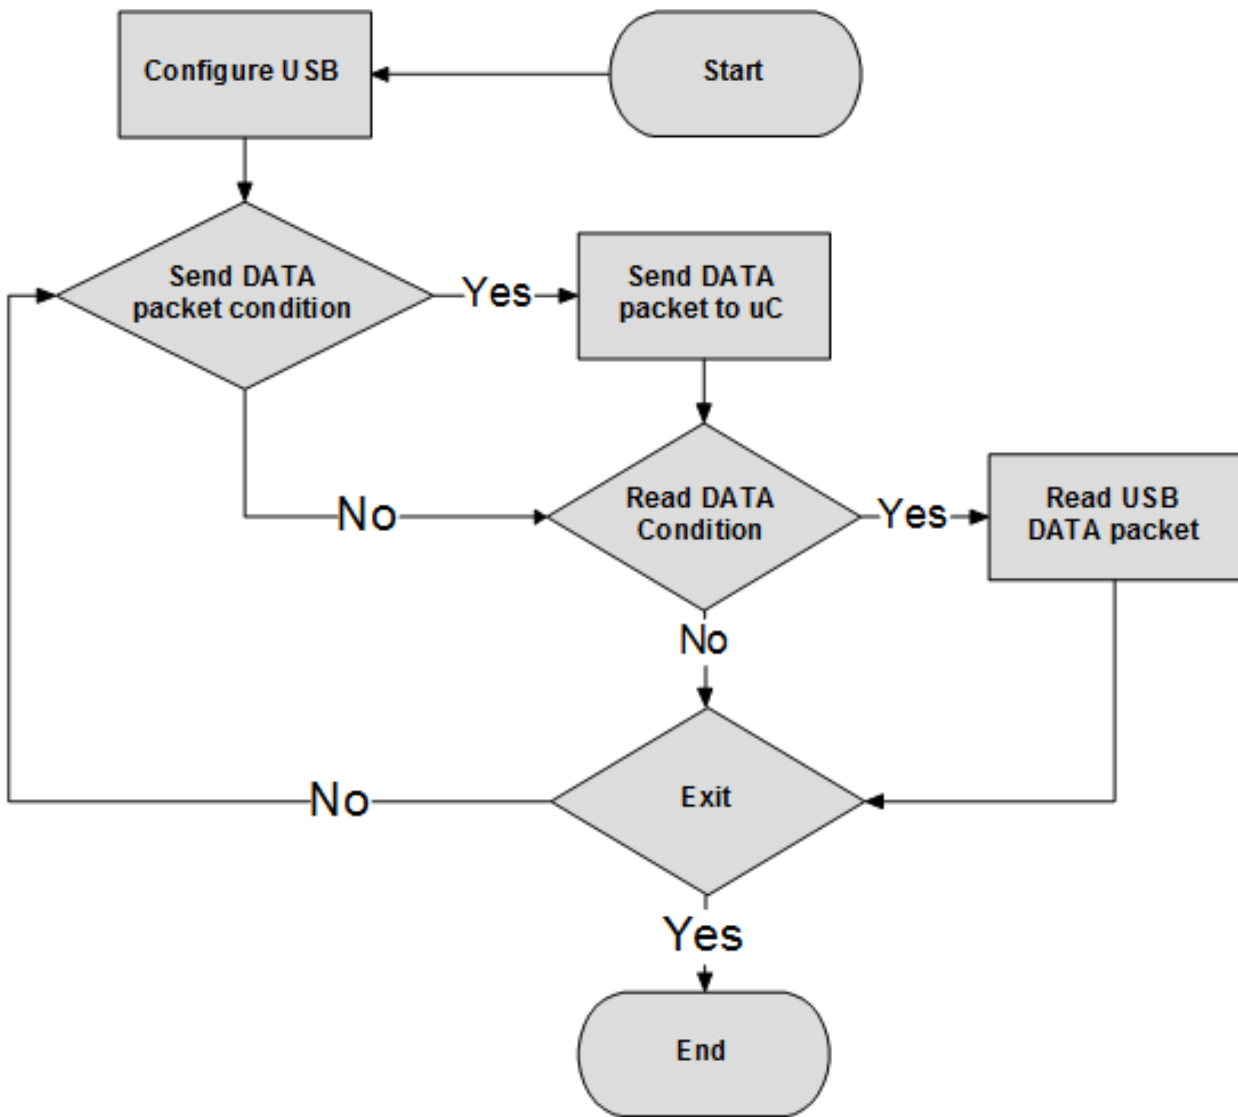 Configure USB
Start
Send DATA
packet condition
Yes
Send DATA
packet to uC
No
Read DATA
Condition
Yes
Read USB
DATA packet
No
No
Exit
Yes
End